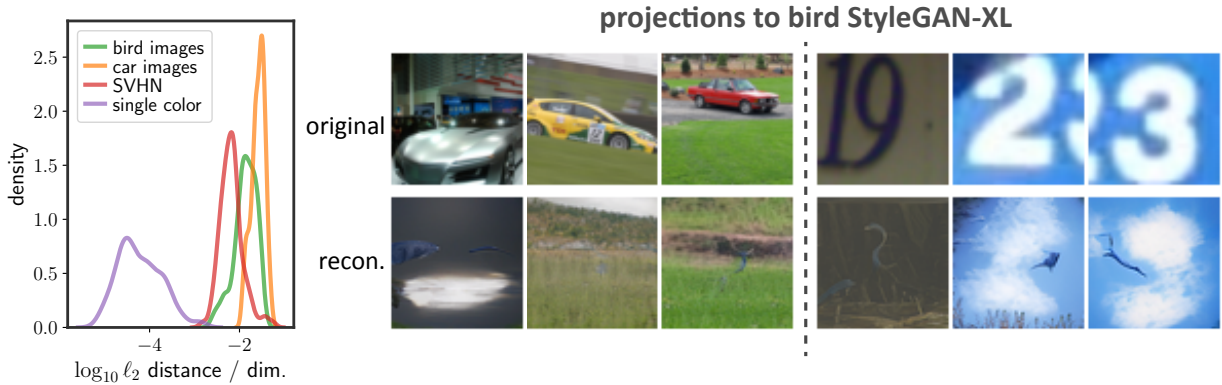 projections to bird StyleGAN-XL
bird images
car images
SVHN
single color
density
2.5
2.0
1.5
1.0
0.5
0.0
−4
−2
log₁₀ ℓ₂ distance / dim.
original
recon.
19
2
3
2